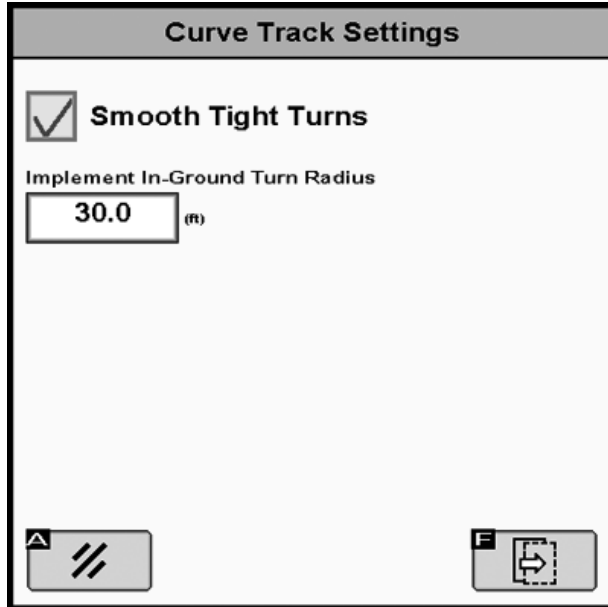 Curve Track Settings
Smooth Tight Turns
Implement In-Ground Turn Radius
30.0 (ft)
A
F